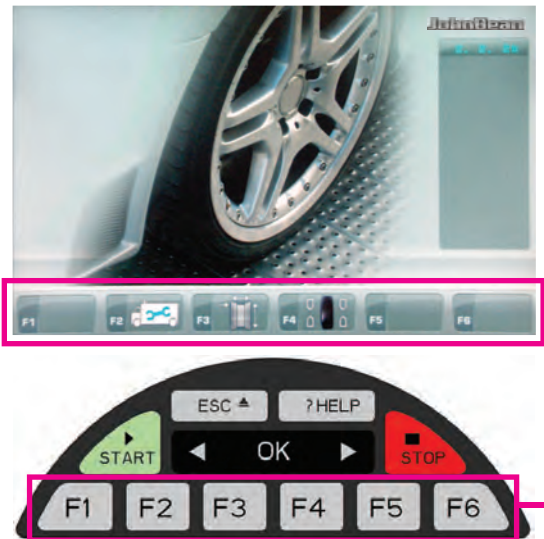 JohnBean
F1 F2 F3 F4 F5 F6
ESC ? HELP
START OK STOP
F1 F2 F3 F4 F5 F6